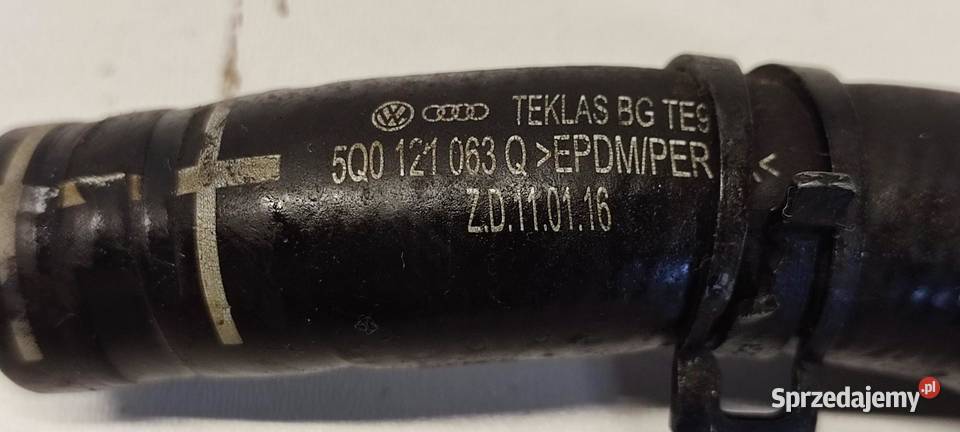 TEKLAS BG TE9
5Q0 121 063 Q >EPDM/PER <
Z.D.11.01.16
Sprzedajemy.pl